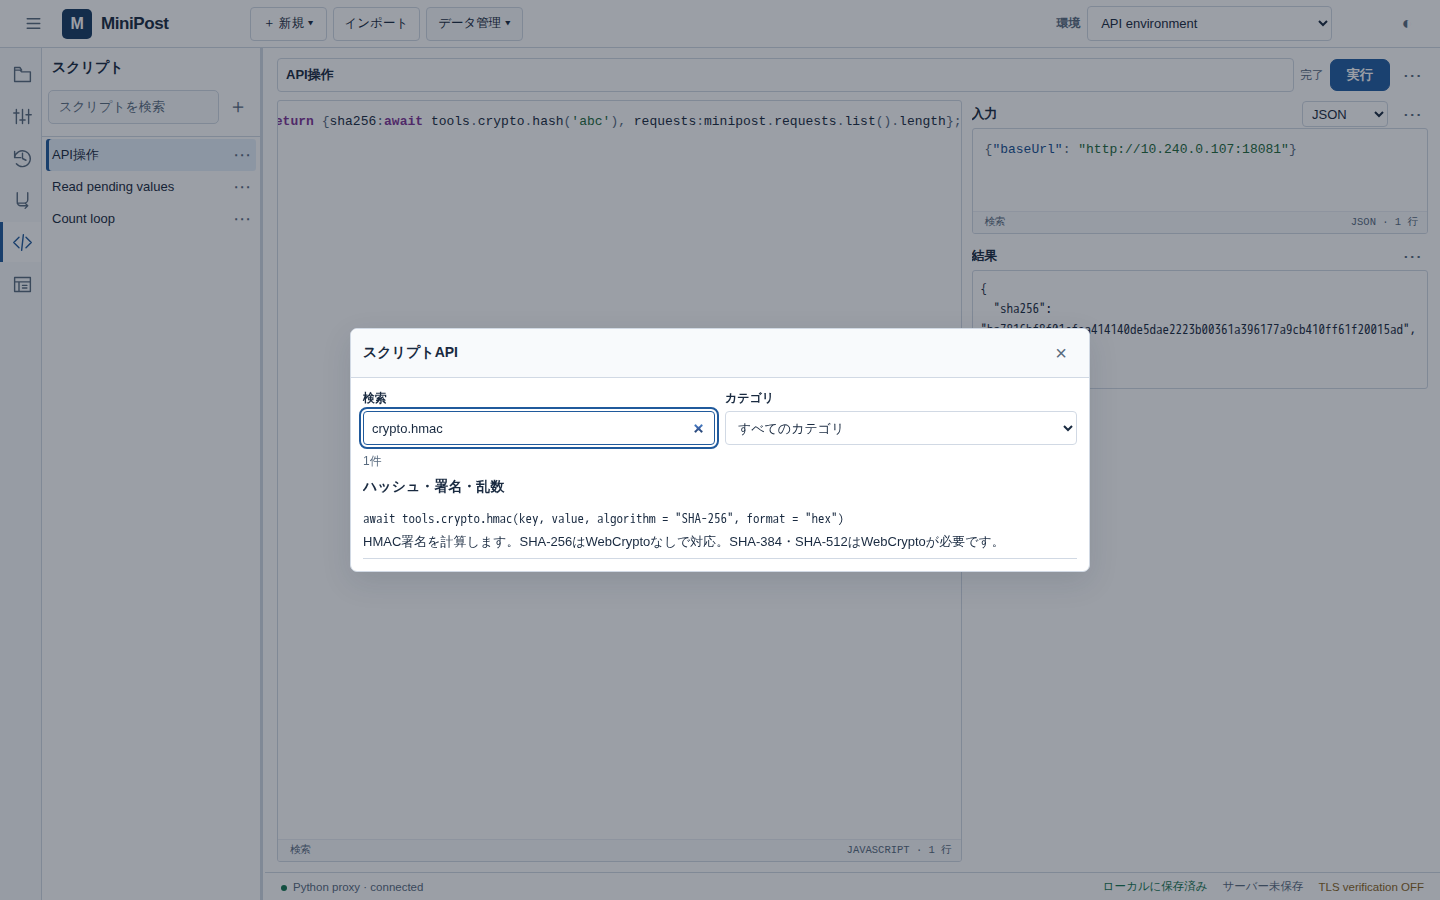 M MiniPost
＋ 新規 ▾
インポート
データ管理 ▾
環境
API environment
スクリプト
スクリプトを検索
＋
API操作
Read pending values
Count loop
API操作
完了
実行
return {sha256:await tools.crypto.hash('abc'), requests:minipost.requests.list().length};
検索
JAVASCRIPT · 1 行
入力
JSON
{"baseUrl": "http://10.240.0.107:18081"}
検索
JSON · 1 行
結果
{
"sha256":
a414140de5dae2223b00361a396177a9cb410ff61f20015ad",
スクリプトAPI
×
検索
カテゴリ
crypto.hmac
すべてのカテゴリ
1件
ハッシュ・署名・乱数
await tools.crypto.hmac(key, value, algorithm = "SHA-256", format = "hex")
HMAC署名を計算します。SHA-256はWebCryptoなしで対応。SHA-384・SHA-512はWebCryptoが必要です。
Python proxy · connected
ローカルに保存済み
サーバー未保存
TLS verification OFF